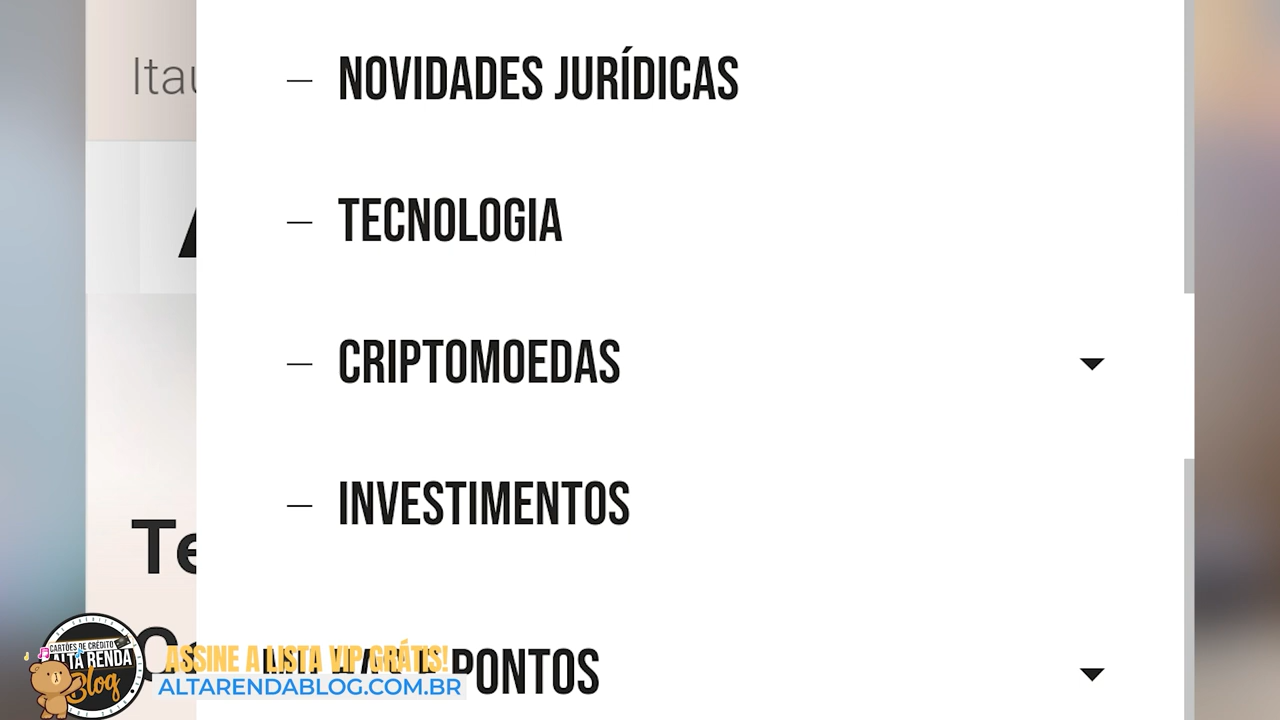 Itaú
NOVIDADES JURÍDICAS
TECNOLOGIA
CRIPTOMOEDAS
INVESTIMENTOS
Te
PONTOS
CARTÕES DE CRÉDITO
ALTA RENDA
Blog
ASSINE A LISTA VIP GRÁTIS!
ALTARENDABLOG.COM.BR